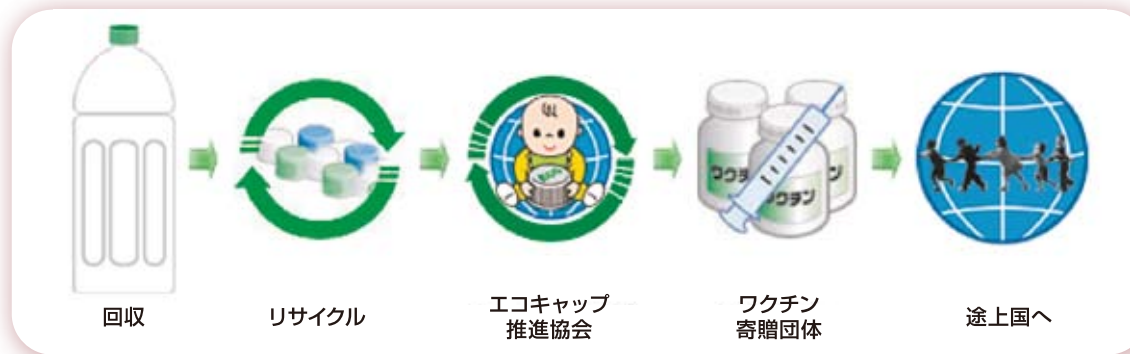 ワクチン
ワクチン
回収
リサイクル
エコキャップ
推進協会
ワクチン
寄贈団体
途上国へ